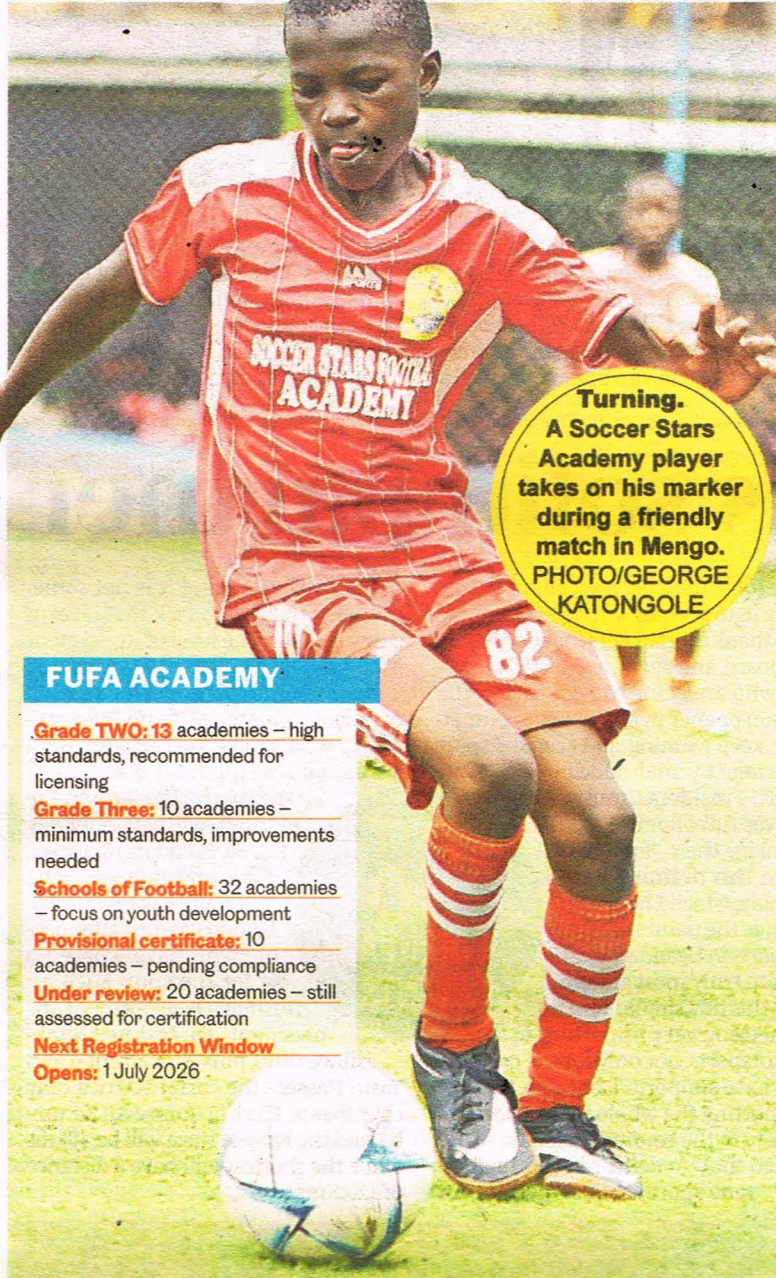 SPORTS
SOCCER STARS FOOTBAL
ACADEMY
82
Turning.
A Soccer Stars
Academy player
takes on his marker
during a friendly
match in Mengo.
PHOTO/GEORGE
KATONGOLE
FUFA ACADEMY
Grade TWO: 13 academies – high
standards, recommended for
licensing
Grade Three: 10 academies –
minimum standards, improvements
needed
Schools of Football: 32 academies
– focus on youth development
Provisional certificate: 10
academies – pending compliance
Under review: 20 academies – still
assessed for certification
Next Registration Window
Opens: 1 July 2026